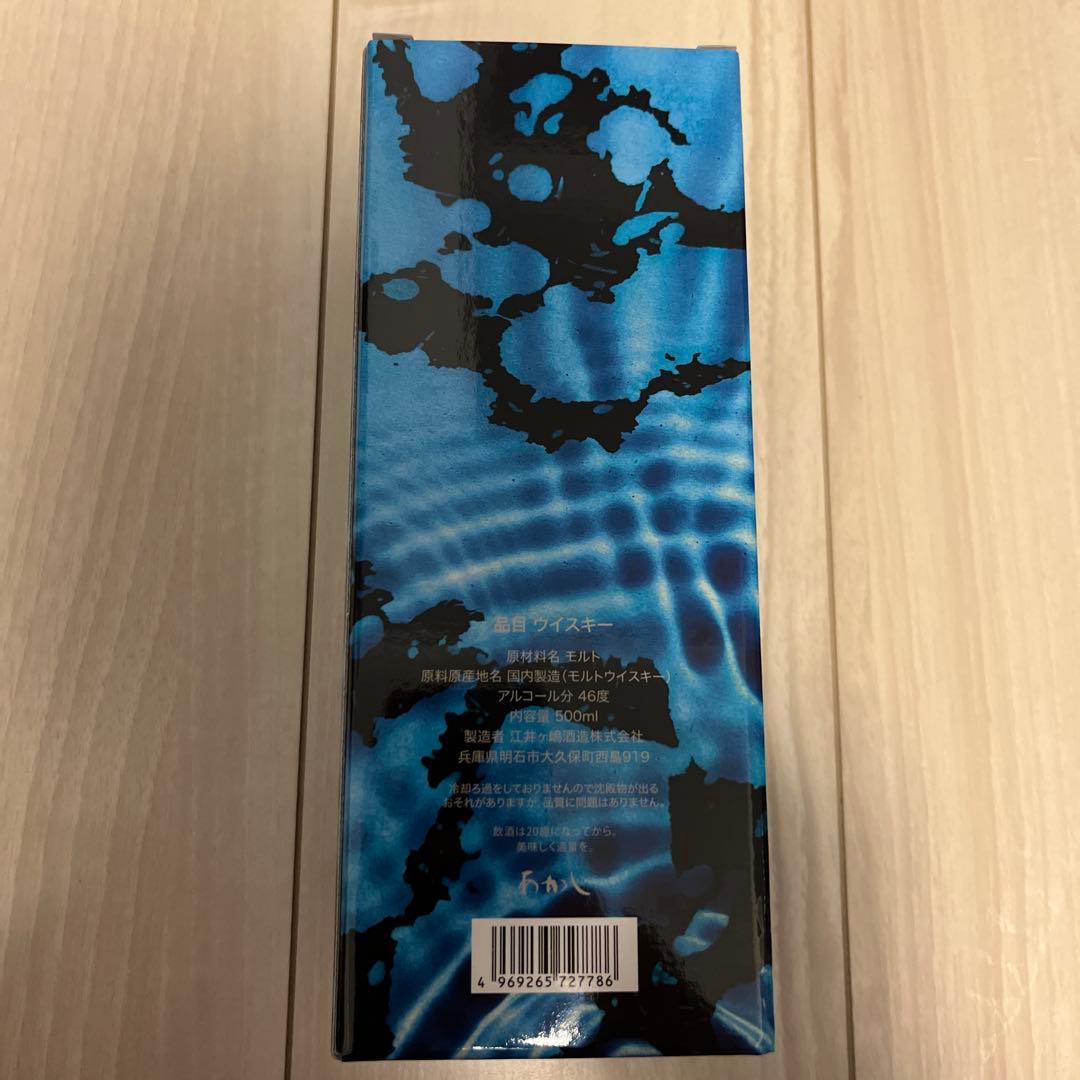 品目 ウイスキー
原材料名 モルト
原料原産地名 国内製造(モルトウイスキー)
アルコール分 46度
内容量 500ml
製造者 江井ヶ嶋酒造株式会社
兵庫県明石市大久保町西島919
冷却ろ過をしておりませんので沈殿物が出る
おそれがありますが、品質に問題はありません。
飲酒は20歳になってから。
美味しく適量を。
あかし
4 969265 727786